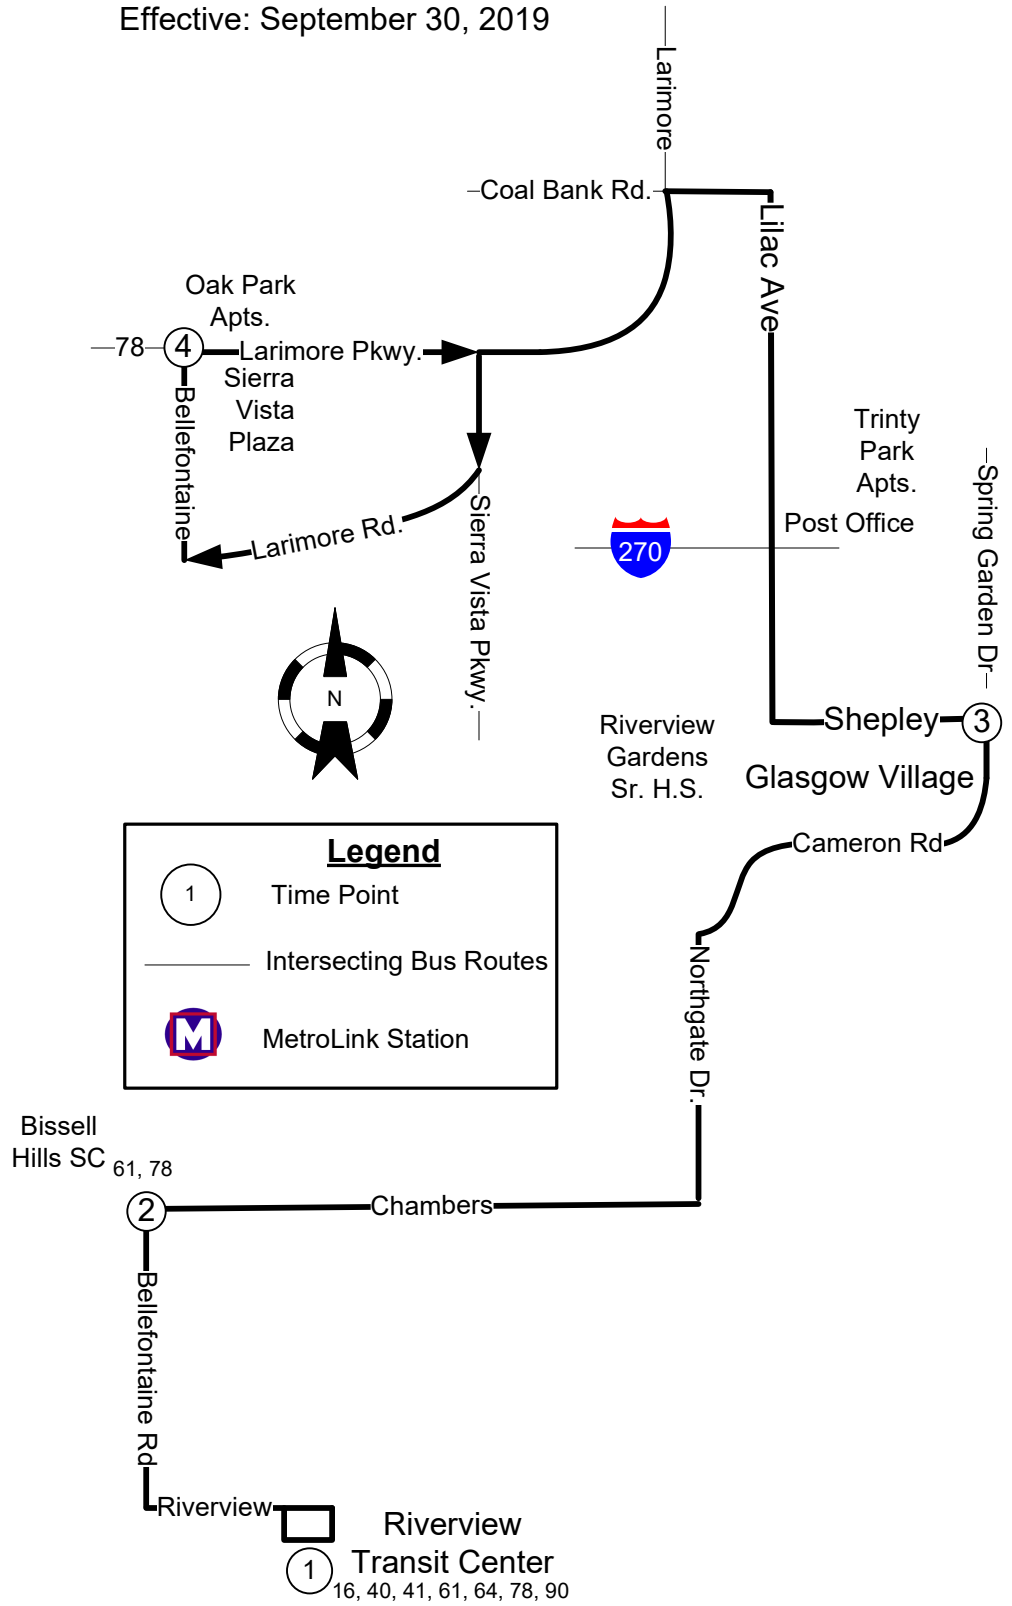 Effective: September 30, 2019
Larimore
Coal Bank Rd.
Lilac Ave
Oak Park
Apts.
78
4
Larimore Pkwy.
Sierra
Vista
Plaza
Bellefontaine
Trinty
Park
Apts.
Post Office
Spring Garden Dr
Larimore Rd.
Sierra Vista Pkwy.
270
N
Riverview
Gardens
Sr. H.S.
Shepley
3
Glasgow Village
Cameron Rd
Legend
1
Time Point
Intersecting Bus Routes
M
MetroLink Station
Northgate Dr.
Bissell
Hills SC
61, 78
2
Chambers
Bellefontaine Rd
Riverview
Riverview
Transit Center
1
16, 40, 41, 61, 64, 78, 90